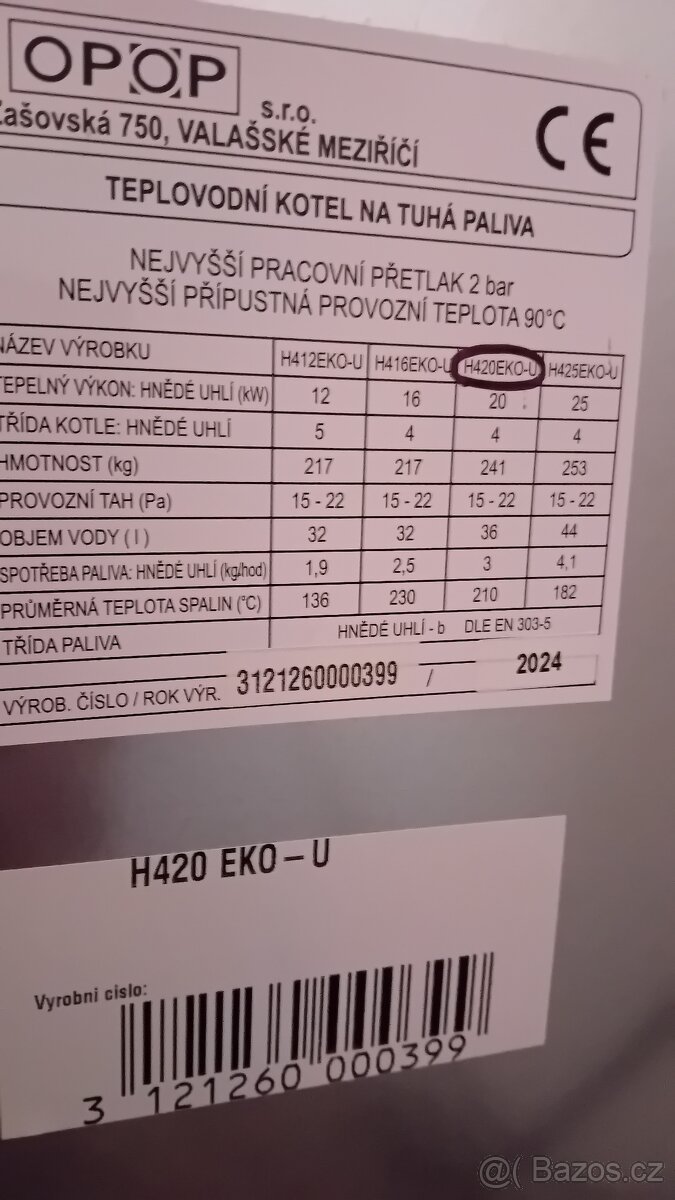 OPOP
s.r.o.
Zašovská 750, VALAŠSKÉ MEZIŘÍČÍ
CE
TEPLOVODNÍ KOTEL NA TUHÁ PALIVA
NEJVYŠŠÍ PRACOVNÍ PŘETLAK 2 bar
NEJVYŠŠÍ PŘÍPUSTNÁ PROVOZNÍ TEPLOTA 90°C
NÁZEV VÝROBKU H412EKO-U H416EKO-U H420EKO-U H425EKO-U
TEPELNÝ VÝKON: HNĚDÉ UHLÍ (kW) 12 16 20 25
TŘÍDA KOTLE: HNĚDÉ UHLÍ 5 4 4 4
HMOTNOST (kg) 217 217 241 253
PROVOZNÍ TAH (Pa) 15 - 22 15 - 22 15 - 22 15 - 22
OBJEM VODY ( l ) 32 32 36 44
SPOTŘEBA PALIVA: HNĚDÉ UHLÍ (kg/hod) 1,9 2,5 3 4,1
PRŮMĚRNÁ TEPLOTA SPALIN (°C) 136 230 210 182
TŘÍDA PALIVA HNĚDÉ UHLÍ - b DLE EN 303-5
VÝROB. ČÍSLO / ROK VÝR. 3121260000399 / 2024
H420 EKO – U
Vyrobni cislo:
3 121260 000399
@( Bazos.cz